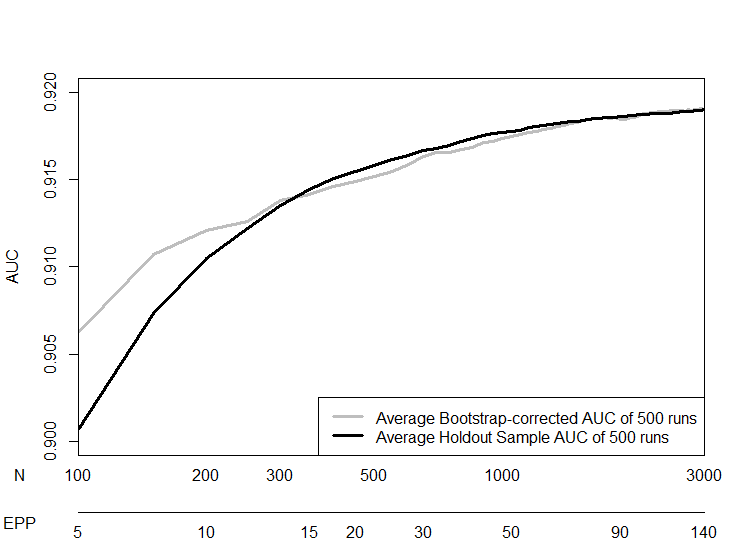 0.920
0.915
0.910
0.905
0.900
AUC
Average Bootstrap-corrected AUC of 500 runs
Average Holdout Sample AUC of 500 runs
N 100 200 300 500 1000 3000
EPP 5 10 15 20 30 50 90 140